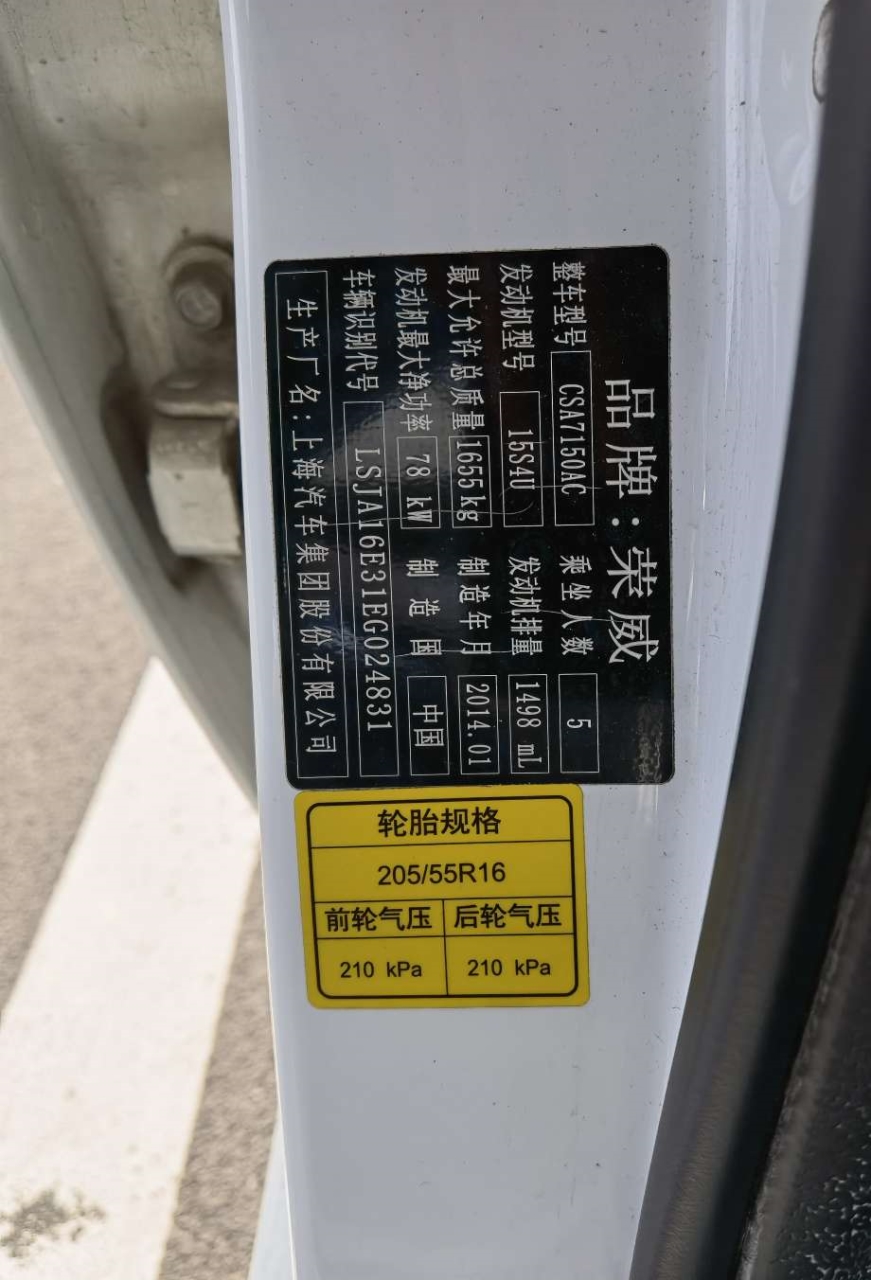 品牌：荣威
整车型号 CSA7150AC 乘坐人数 5
发动机型号 15S4U 发动机排量 1498 mL
最大允许总质量 1655 kg 制造年月 2014.01
发动机最大净功率 78 kW 制造国 中国
车辆识别代号 LSJA16E31EG024831
生产厂名：上海汽车集团股份有限公司
轮胎规格
205/55R16
前轮气压 后轮气压
210 kPa 210 kPa